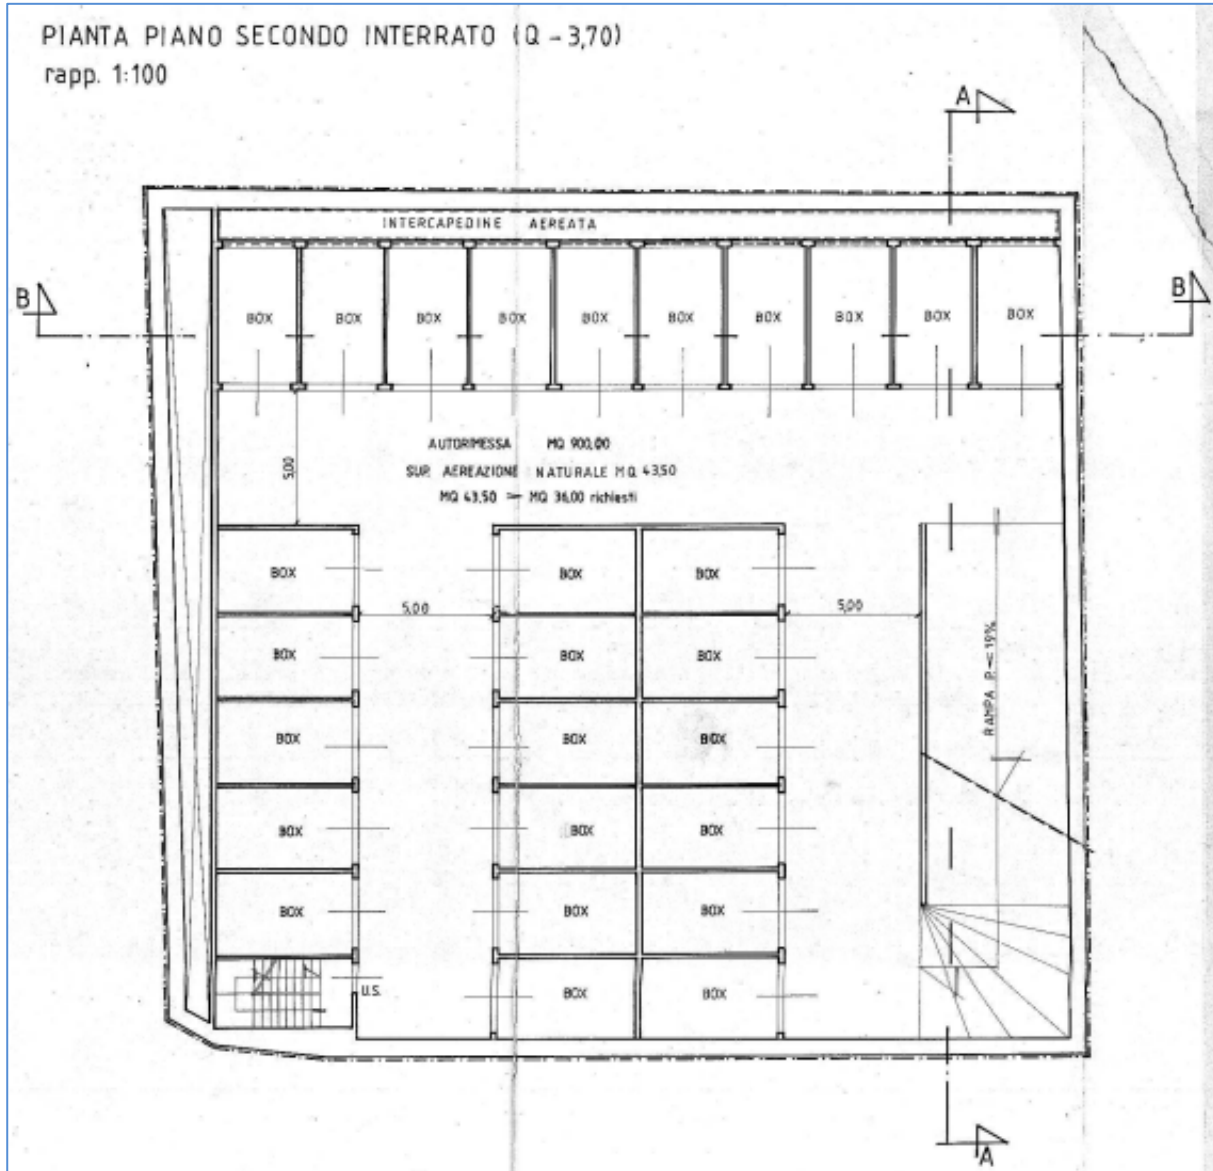 PIANTA PIANO SECONDO INTERRATO (Q - 3,70)
rapp. 1:100
A
INTERCAPEDINE AEREATA
B
B
BOX
BOX
BOX
BOX
BOX
BOX
BOX
BOX
BOX
BOX
AUTORIMESSA MQ 900,00
5,00
SUP. AEREAZIONE NATURALE MQ. 43,50
MQ 43,50 > MQ 36,00 richiesti
BOX
BOX
BOX
5,00
5,00
BOX
BOX
BOX
RAMPA P.< 19%
BOX
BOX
BOX
BOX
BOX
BOX
BOX
BOX
BOX
U.S.
BOX
BOX
A